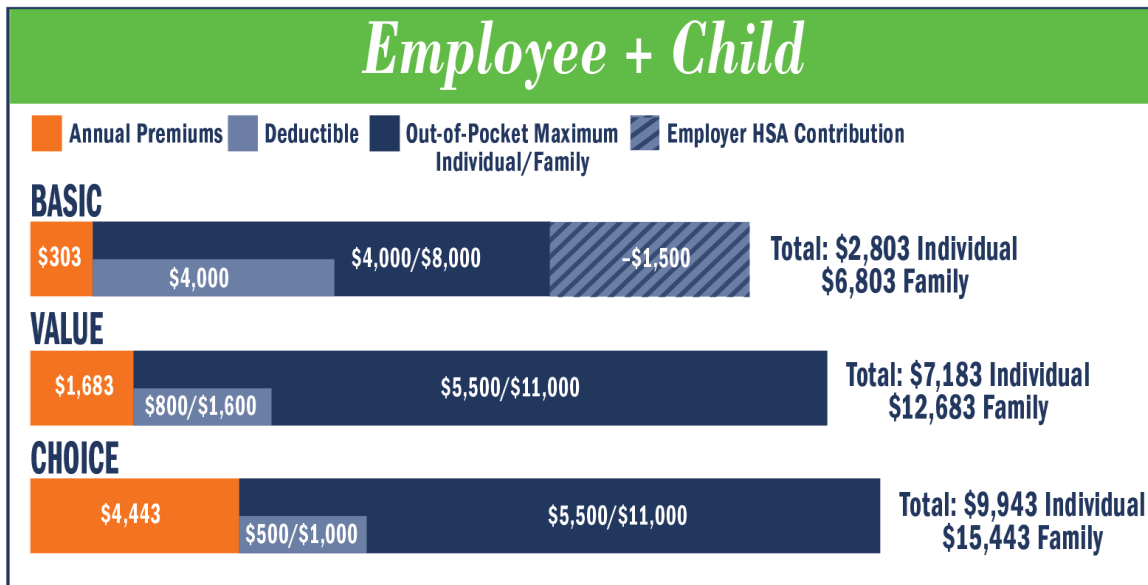 Employee + Child
Annual Premiums
Deductible
Out-of-Pocket Maximum
Individual/Family
Employer HSA Contribution
BASIC
$303
$4,000
$4,000/$8,000
–$1,500
Total: $2,803 Individual
$6,803 Family
VALUE
$1,683
$800/$1,600
$5,500/$11,000
Total: $7,183 Individual
$12,683 Family
CHOICE
$4,443
$500/$1,000
$5,500/$11,000
Total: $9,943 Individual
$15,443 Family